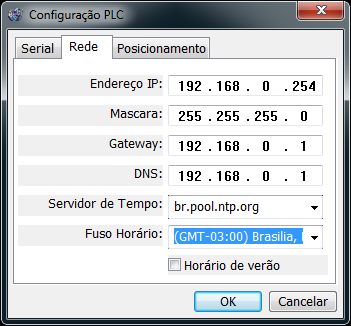 Configuração PLC
Serial Rede Posicionamento
Endereço IP: 192 . 168 . 0 . 254
Mascara: 255 . 255 . 255 . 0
Gateway: 192 . 168 . 0 . 1
DNS: 192 . 168 . 0 . 1
Servidor de Tempo: br.pool.ntp.org
Fuso Horário: (GMT-03:00) Brasilia,
Horário de verão
OK Cancelar